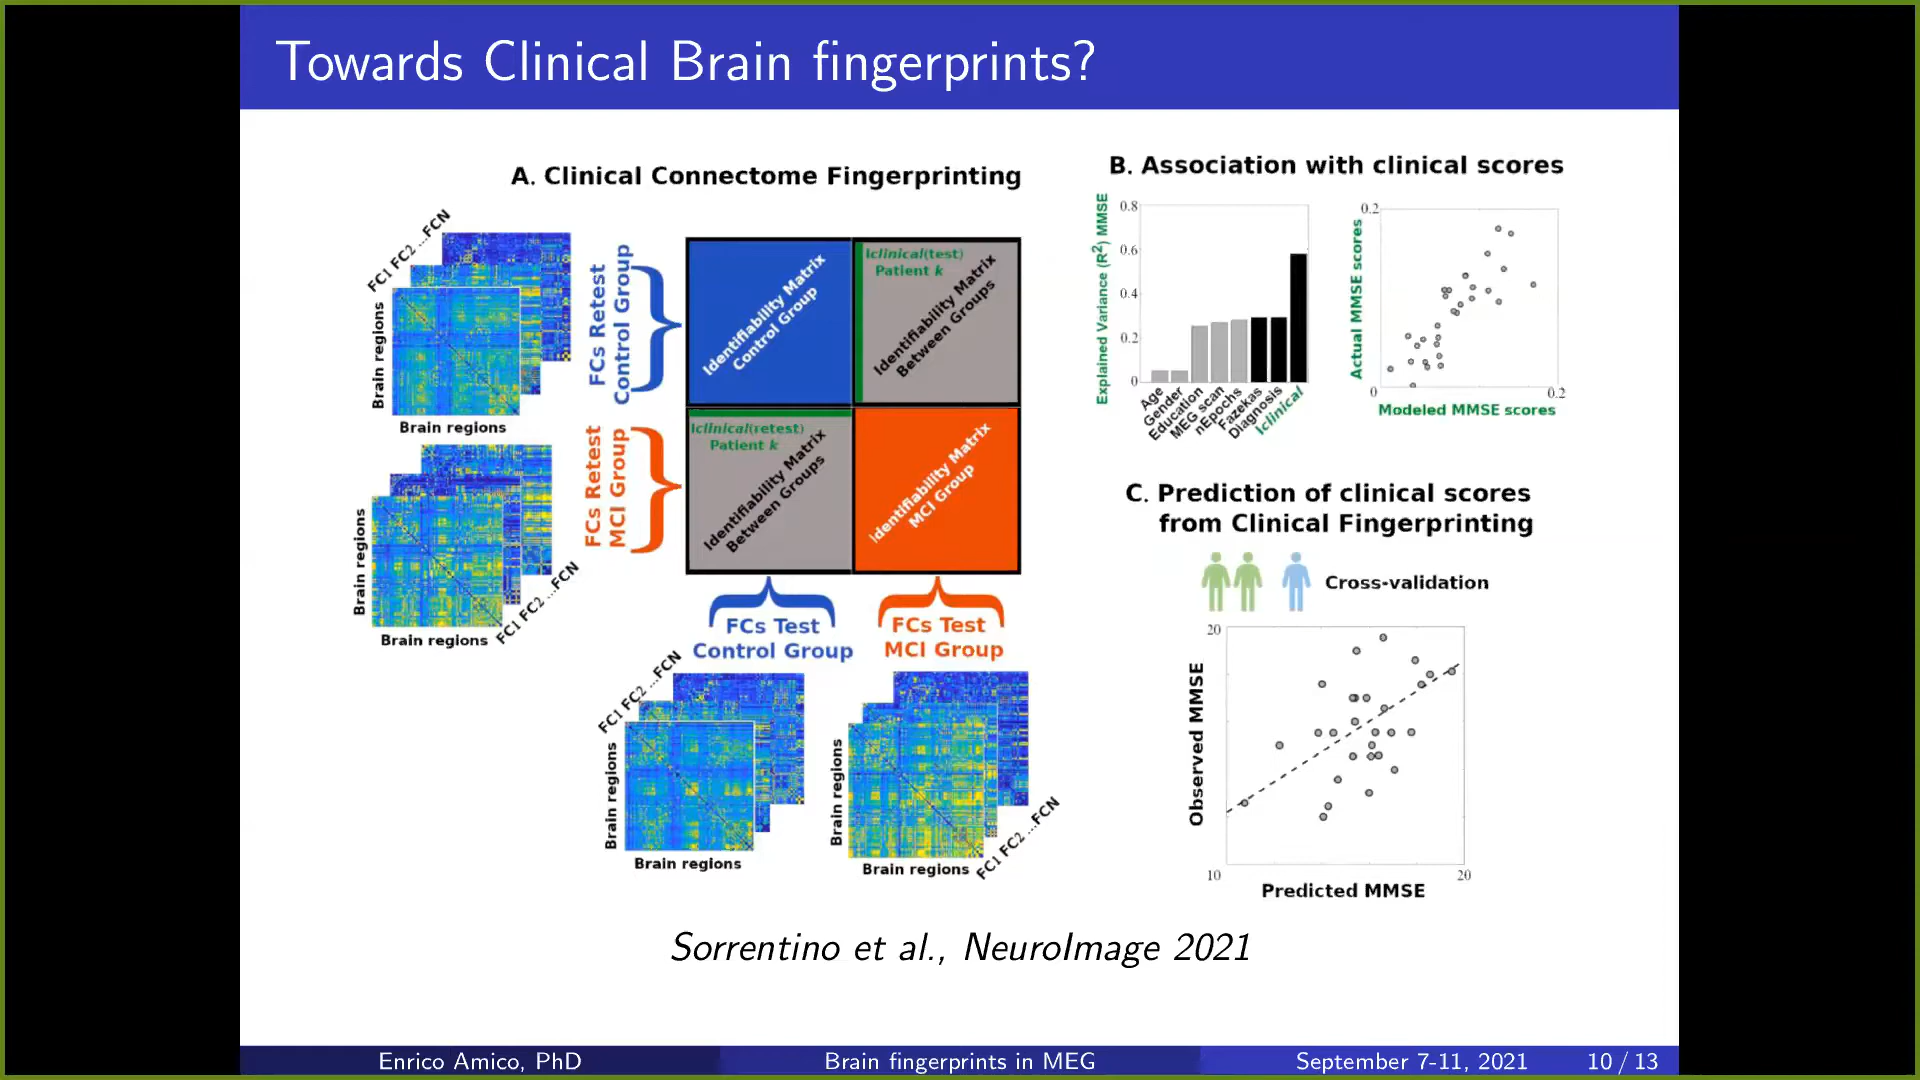 Towards Clinical Brain fingerprints?
A. Clinical Connectome Fingerprinting
FC1 FC2 ...FCN
Brain regions
Brain regions
FCs Retest
Control Group
Identifiability Matrix
Control Group
Iclinical(test)
Patient k
Identifiability Matrix
Between Groups
FC1 FC2 ...FCN
Brain regions
Brain regions
FCs Retest
MCI Group
Iclinical(retest)
Patient k
Identifiability Matrix
Between Groups
Identifiability Matrix
MCI Group
FCs Test
Control Group
FCs Test
MCI Group
FC1 FC2 ...FCN
Brain regions
Brain regions
FC1 FC2 ...FCN
Brain regions
Brain regions
B. Association with clinical scores
Explained Variance (R2) MMSE
0.8
0.6
0.4
0.2
0
Age
Gender
Education
MEG scan
nEpochs
Fazekas
Diagnosis
Iclinical
Actual MMSE scores
0.2
0
0.2
Modeled MMSE scores
C. Prediction of clinical scores
from Clinical Fingerprinting
Cross-validation
Observed MMSE
20
10
20
Predicted MMSE
Sorrentino et al., NeuroImage 2021
Enrico Amico, PhD
Brain fingerprints in MEG
September 7-11, 2021
10 / 13